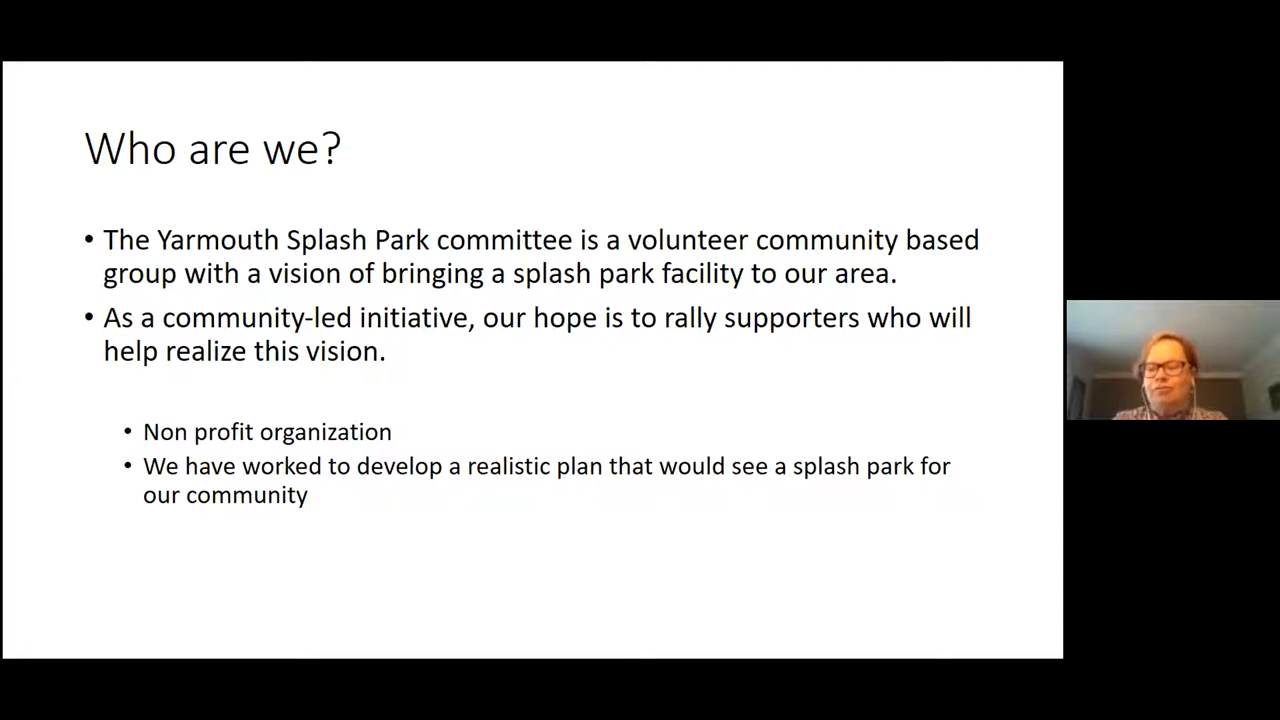 Who are we?
• The Yarmouth Splash Park committee is a volunteer community based
group with a vision of bringing a splash park facility to our area.
• As a community-led initiative, our hope is to rally supporters who will
help realize this vision.
• Non profit organization
• We have worked to develop a realistic plan that would see a splash park for
our community